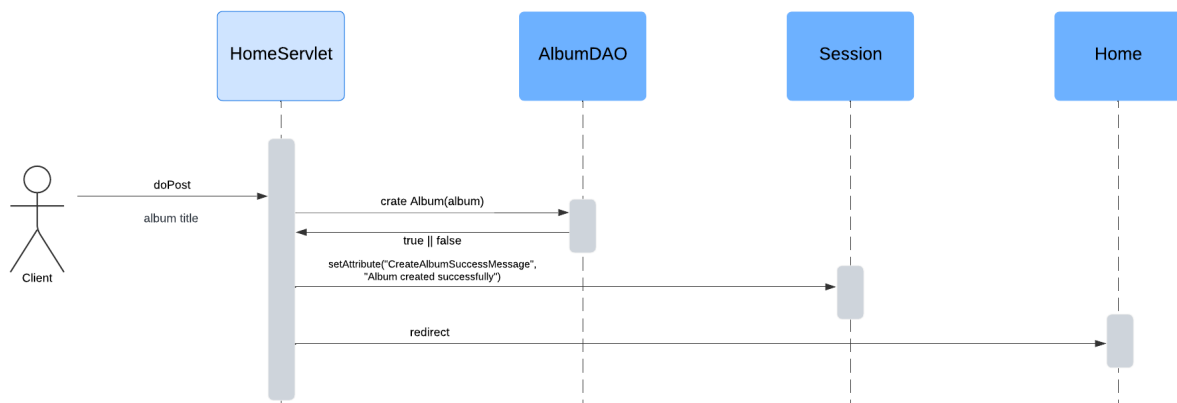 HomeServlet
AlbumDAO
Session
Home
doPost
album title
Client
crate Album(album)
true || false
setAttribute("CreateAlbumSuccessMessage",
"Album created successfully")
redirect